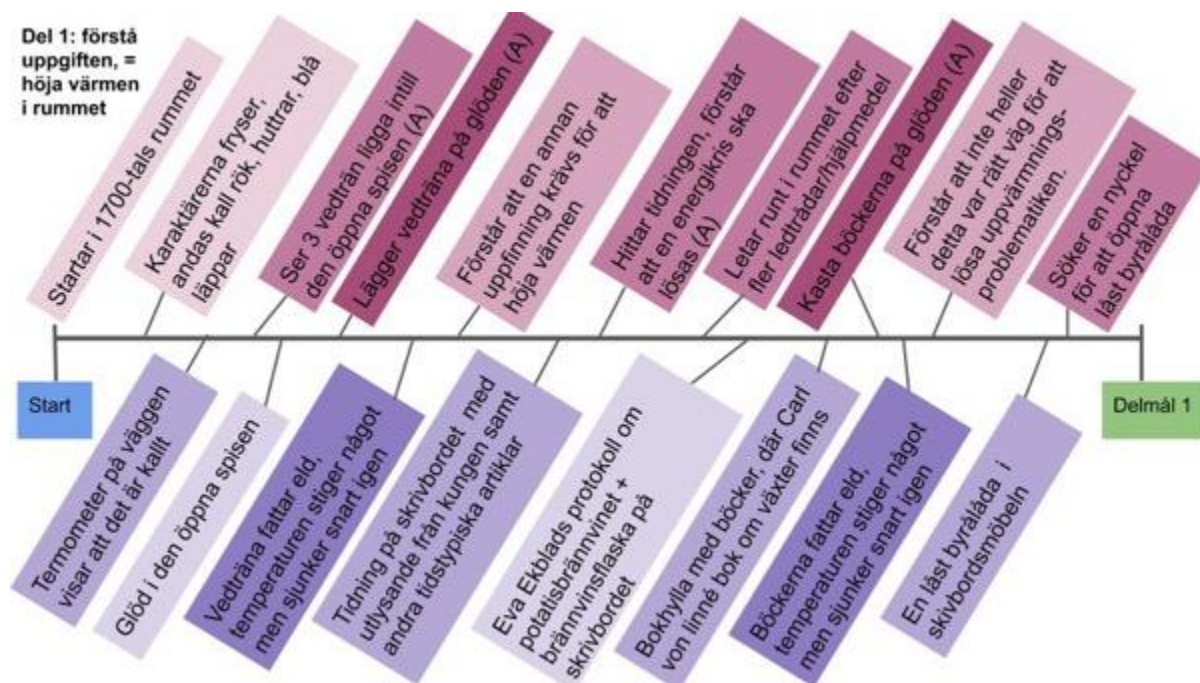 Del 1: förstå
uppgiften, =
höja värmen
i rummet
Startar i 1700-tals rummet
Karaktärerna fryser,
andas kall rök, huttrar, blå
läppar
Ser 3 vedträn ligga intill
den öppna spisen (A)
Lägger vedträna på glöden (A)
Förstår att en annan
uppfinning krävs för att
höja värmen
Hittar tidningen, förstår
att en energikris ska
lösas (A)
Letar runt i rummet efter
fler ledtrådar/hjälpmedel
Kasta böckerna på glöden (A)
Förstår att inte heller
detta var rätt väg för att
lösa uppvärmnings-
problematiken.
Söker en nyckel
för att öppna
låst byrålåda
Start
Delmål 1
Termometer på väggen
visar att det är kallt
Glöd i den öppna spisen
Vedträna fattar eld,
temperaturen stiger något
men sjunker snart igen
Tidning på skrivbordet med
utlysande från kungen samt
andra tidstypiska artiklar
Eva Ekblads protokoll om
potatisbrännvinet +
brännvinsflaska på
skrivbordet
Bokhylla med böcker, där Carl
von linné bok om växter finns
Böckerna fattar eld,
temperaturen stiger något
men sjunker snart igen
En låst byrålåda i
skrivbordsmöbeln